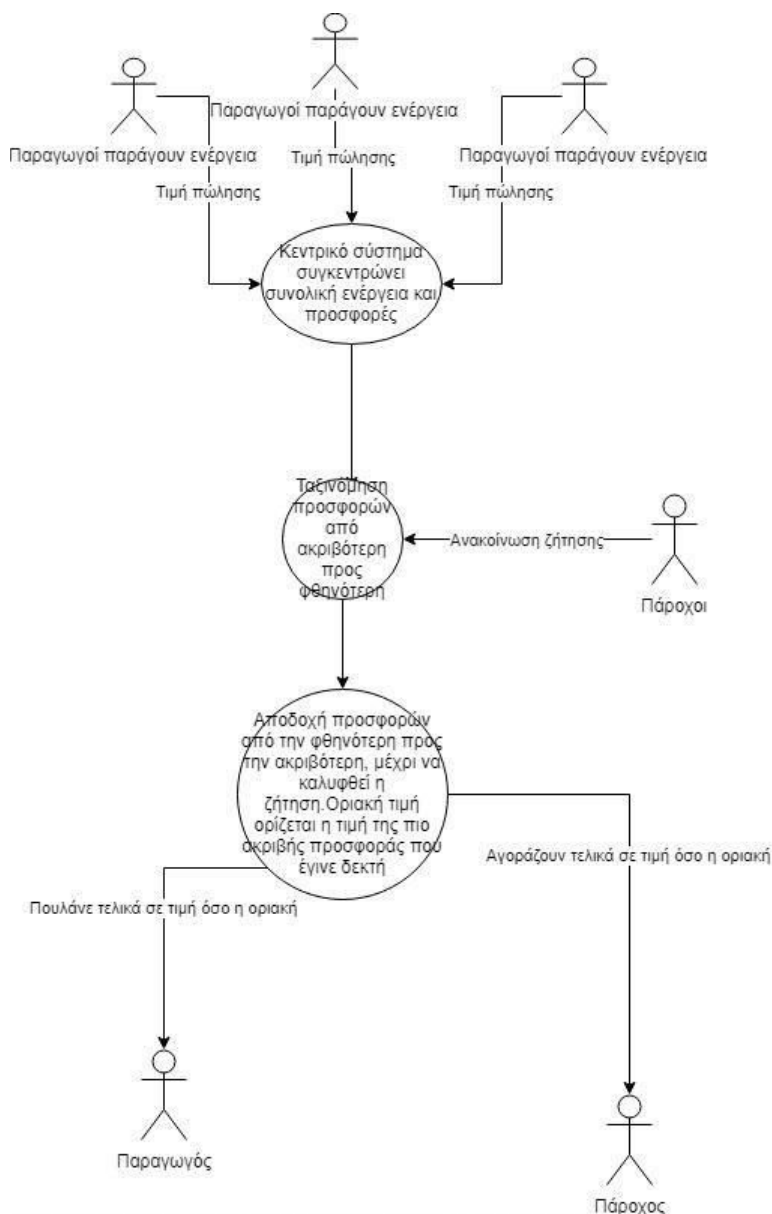 Παραγωγοί παράγουν ενέργεια
Παραγωγοί παράγουν ενέργεια
Παραγωγοί παράγουν ενέργεια
Τιμή πώλησης
Τιμή πώλησης
Τιμή πώλησης
Κεντρικό σύστημα
συγκεντρώνει
συνολική ενέργεια και
προσφορές
Ταξινόμηση
προσφορών
από
ακριβότερη
προς
φθηνότερη
Ανακοίνωση ζήτησης
Πάροχοι
Αποδοχή προσφορών
από την φθηνότερη προς
την ακριβότερη, μέχρι να
καλυφθεί η
ζήτηση.Οριακή τιμή
ορίζεται η τιμή της πιο
ακριβής προσφοράς που
έγινε δεκτή
Αγοράζουν τελικά σε τιμή όσο η οριακή
Πουλάνε τελικά σε τιμή όσο η οριακή
Παραγωγός
Πάροχος